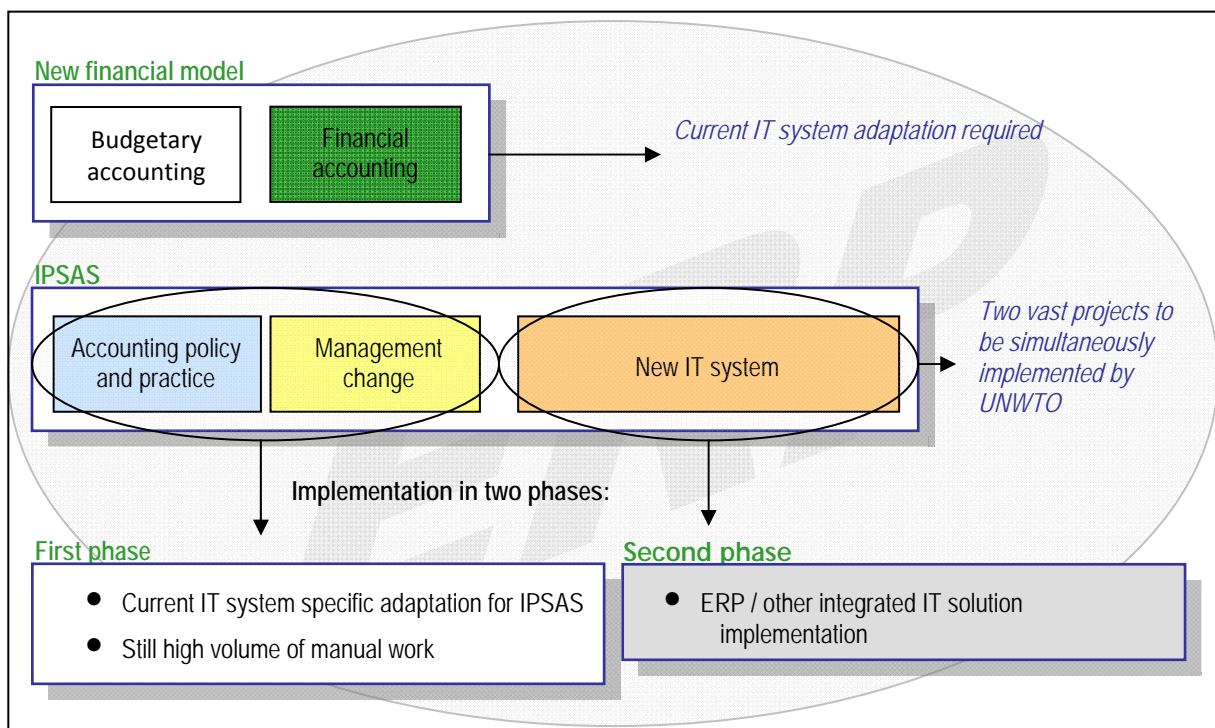 New financial model
Budgetary
accounting
Financial
accounting
Current IT system adaptation required
IPSAS
Accounting policy
and practice
Management
change
New IT system
Two vast projects to
be simultaneously
implemented by
UNWTO
Implementation in two phases:
First phase
● Current IT system specific adaptation for IPSAS
● Still high volume of manual work
Second phase
● ERP / other integrated IT solution
implementation
ERP